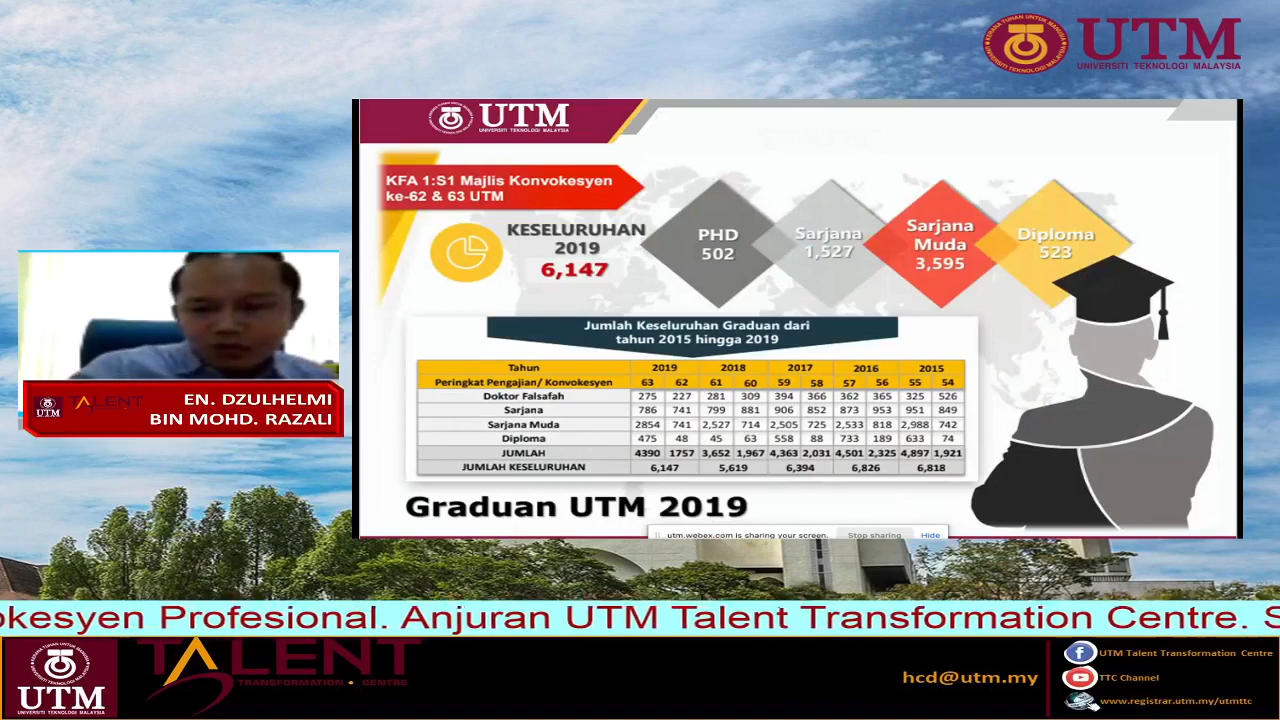 UTM
UNIVERSITI TEKNOLOGI MALAYSIA
UTM
UNIVERSITI TEKNOLOGI MALAYSIA
KFA 1:S1 Majlis Konvokesyen
ke-62 & 63 UTM
KESELURUHAN
2019
6,147
PHD
502
Sarjana
1,527
Sarjana
Muda
3,595
Diploma
523
Jumlah Keseluruhan Graduan dari
tahun 2015 hingga 2019
Tahun 2019 2018 2017 2016 2015
Peringkat Pengajian/ Konvokesyen 63 62 61 60 59 58 57 56 55 54
Doktor Falsafah 275 227 281 309 394 366 362 365 325 526
Sarjana 786 741 799 881 906 852 873 953 951 849
Sarjana Muda 2854 741 2,527 714 2,505 725 2,533 818 2,988 742
Diploma 475 48 45 63 558 88 733 189 633 74
JUMLAH 4390 1757 3,652 1,967 4,363 2,031 4,501 2,325 4,897 1,921
JUMLAH KESELURUHAN 6,147 5,619 6,394 6,826 6,818
Graduan UTM 2019
utm.webex.com is sharing your screen. Stop sharing Hide
UTM TALENT
EN. DZULHELMI
BIN MOHD. RAZALI
okesyen Profesional. Anjuran UTM Talent Transformation Centre. S
UTM
UNIVERSITI TEKNOLOGI MALAYSIA
TALENT
TRANSFORMATION • CENTRE
hcd@utm.my
UTM Talent Transformation Centre
TTC Channel
www.registrar.utm.my/utmttc